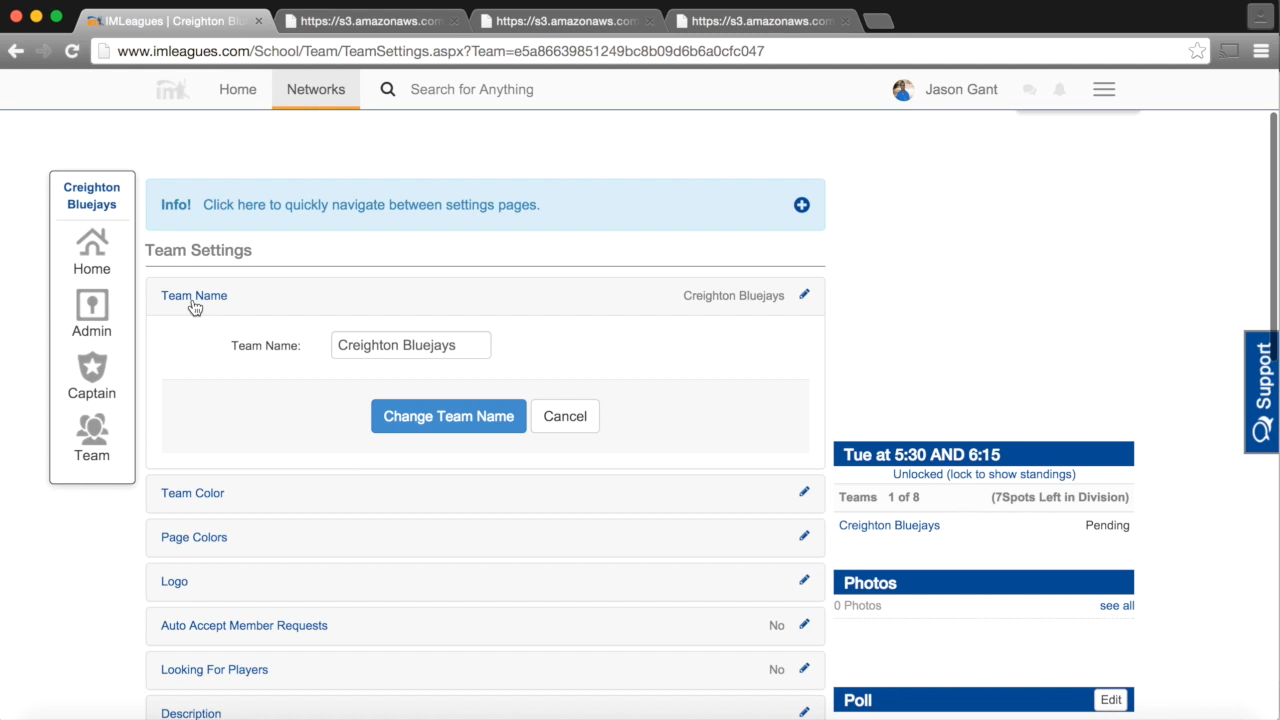 IMLeagues | Creighton Blu
https://s3.amazonaws.com
https://s3.amazonaws.com
https://s3.amazonaws.com
www.imleagues.com/School/Team/TeamSettings.aspx?Team=e5a86639851249bc8b09d6b6a0cfc047
iml Home Networks Search for Anything Jason Gant
Creighton
Bluejays
Home
Admin
Captain
Team
Info! Click here to quickly navigate between settings pages.
Team Settings
Team Name Creighton Bluejays
Team Name: Creighton Bluejays
Change Team Name Cancel
Team Color
Page Colors
Logo
Auto Accept Member Requests No
Looking For Players No
Description
Tue at 5:30 AND 6:15
Unlocked (lock to show standings)
Teams 1 of 8 (7Spots Left in Division)
Creighton Bluejays Pending
Photos
0 Photos see all
Poll Edit
Support